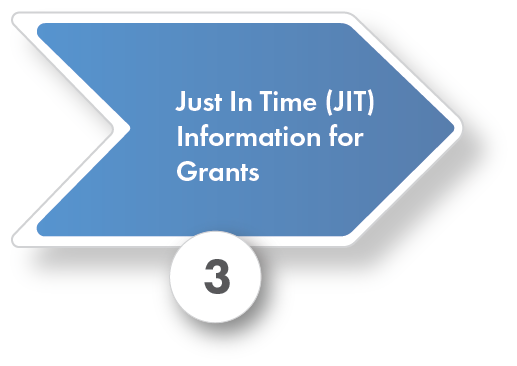 Just In Time (JIT)
Information for
Grants
3